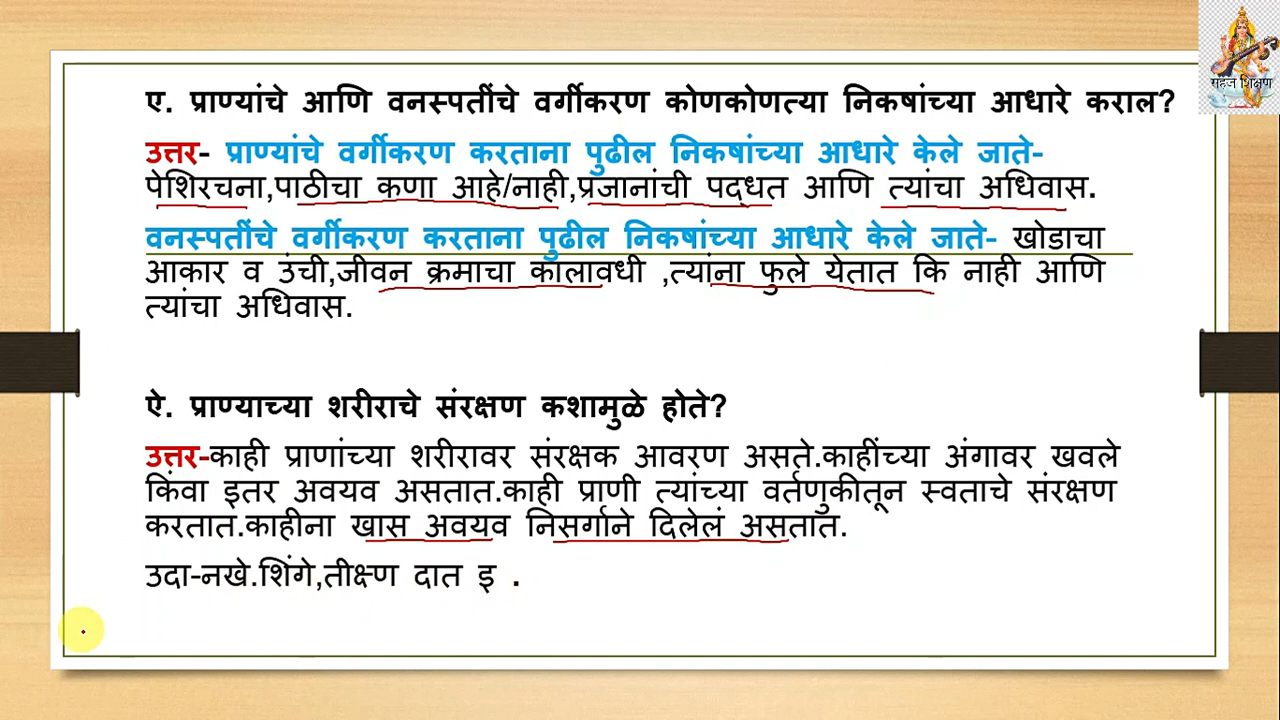 ए. प्राण्यांचे आणि वनस्पतींचे वर्गीकरण कोणकोणत्या निकषांच्या आधारे कराल?
सहज शिक्षण
उत्तर- प्राण्यांचे वर्गीकरण करताना पुढील निकषांच्या आधारे केले जाते-
पेशिरचना,पाठीचा कणा आहे/नाही,प्रजानांची पद्धत आणि त्यांचा अधिवास.
वनस्पतींचे वर्गीकरण करताना पुढील निकषांच्या आधारे केले जाते- खोडाचा
आकार व उंची,जीवन क्रमाचा कालावधी ,त्यांना फुले येतात कि नाही आणि
त्यांचा अधिवास.
ऐ. प्राण्याच्या शरीराचे संरक्षण कशामुळे होते?
उत्तर-काही प्राणांच्या शरीरावर संरक्षक आवरण असते.काहींच्या अंगावर खवले
किंवा इतर अवयव असतात.काही प्राणी त्यांच्या वर्तणुकीतून स्वताचे संरक्षण
करतात.काहीना खास अवयव निसर्गाने दिलेलं असतात.
उदा-नखे.शिंगे,तीक्ष्ण दात इ .